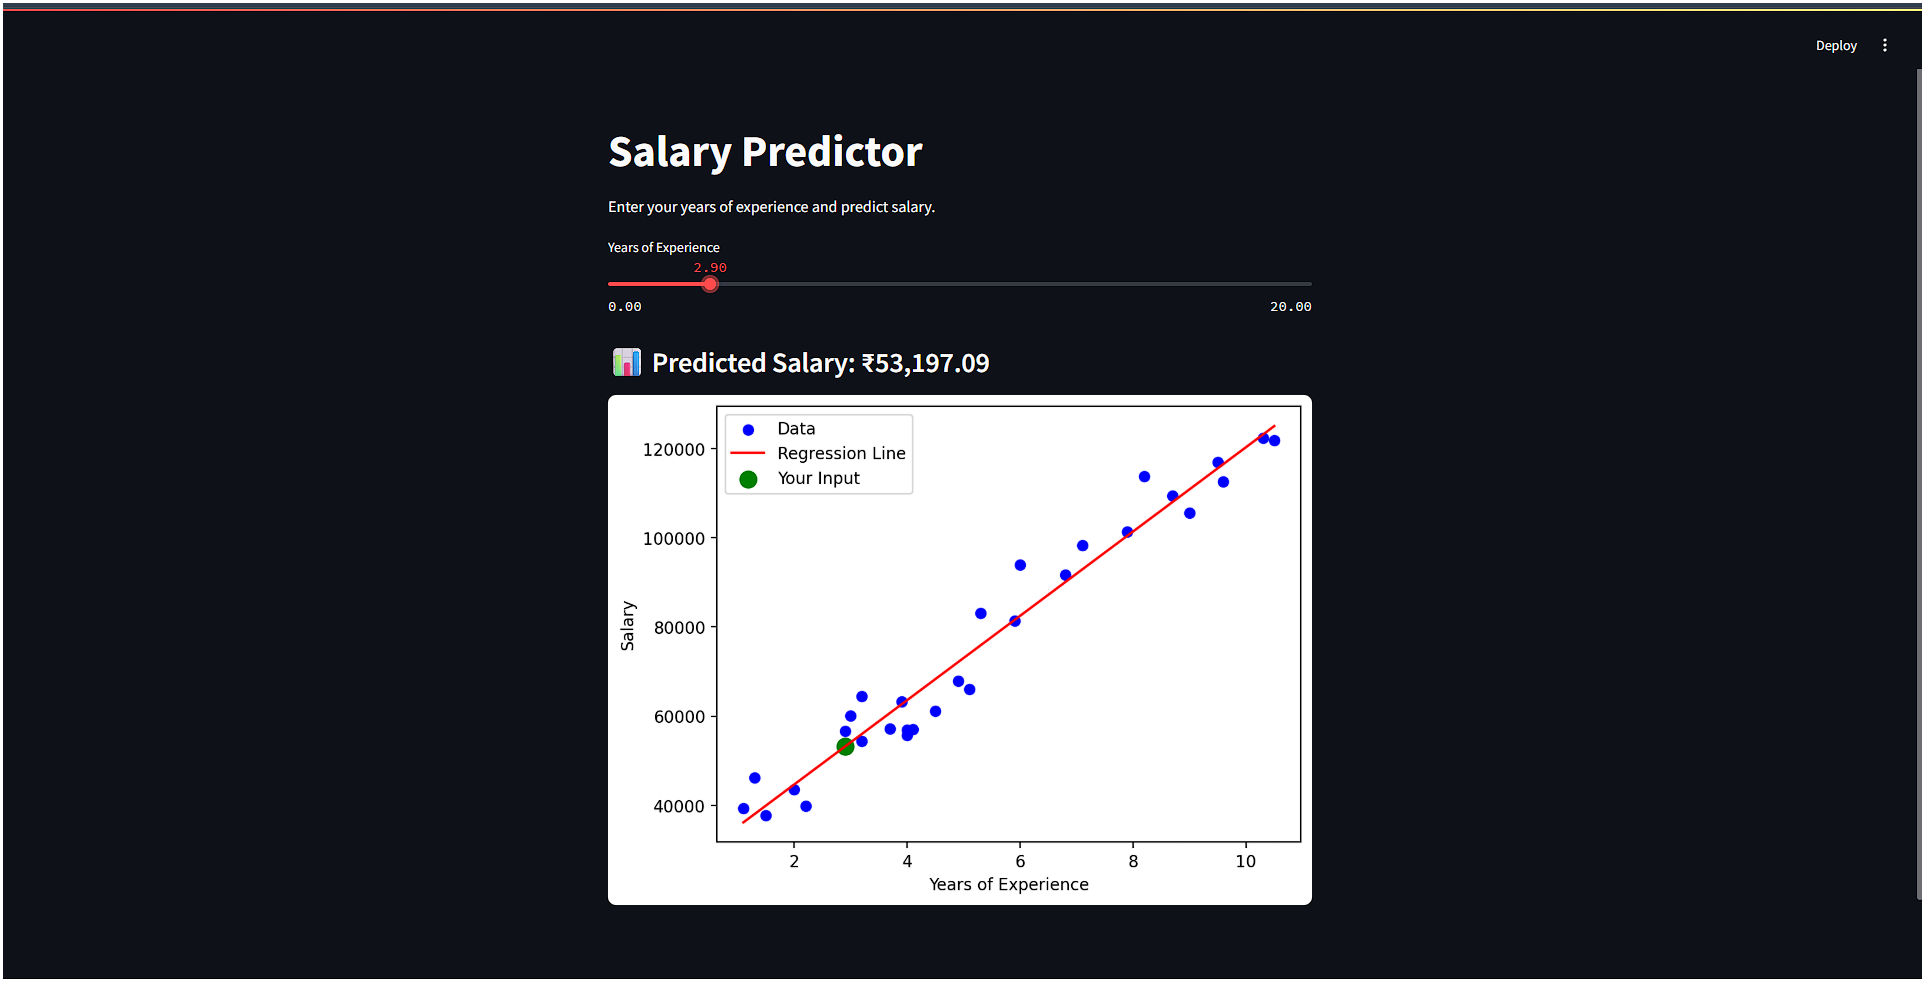 Deploy
Salary Predictor
Enter your years of experience and predict salary.
Years of Experience
2.90
0.00 20.00
📊 Predicted Salary: ₹53,197.09
Data
Regression Line
Your Input
120000
100000
80000
60000
40000
Salary
2 4 6 8 10
Years of Experience